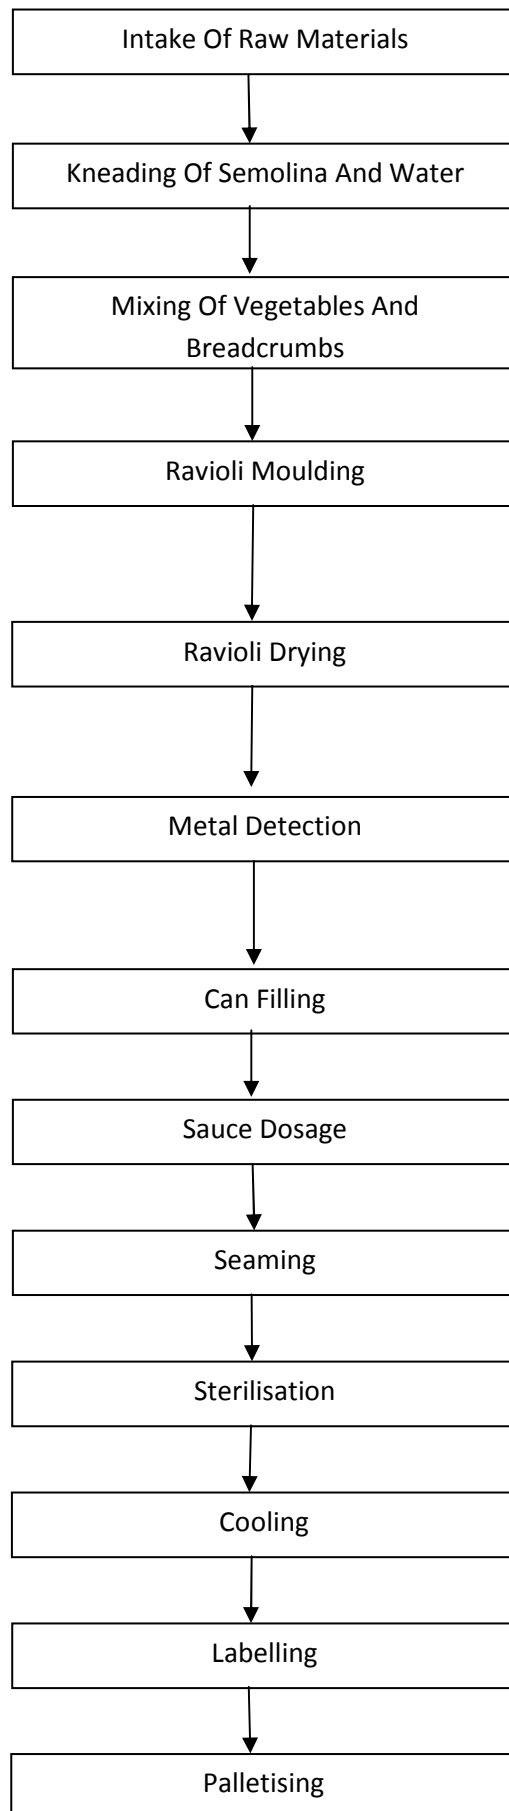 Intake Of Raw Materials
Kneading Of Semolina And Water
Mixing Of Vegetables And
Breadcrumbs
Ravioli Moulding
Ravioli Drying
Metal Detection
Can Filling
Sauce Dosage
Seaming
Sterilisation
Cooling
Labelling
Palletising